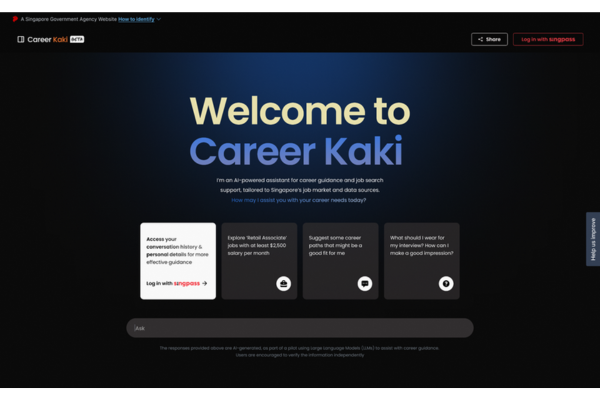 A Singapore Government Agency Website How to identify
Career Kaki BETA
Share
Log in with singpass
Welcome to
Career Kaki
I'm an AI-powered assistant for career guidance and job search
support, tailored to Singapore's job market and data sources.
How may I assist you with your career needs today?
Access your
conversation history &
personal details for more
effective guidance
Log in with singpass
Explore 'Retail Associate'
jobs with at least $2,500
salary per month
Suggest some career
paths that might be a
good fit for me
What should I wear for
my interview? How can I
make a good impression?
Help us improve
Ask
The responses provided above are AI-generated, as part of a pilot using Large Language Models (LLMs) to assist with career guidance.
Users are encouraged to verify the information independently.